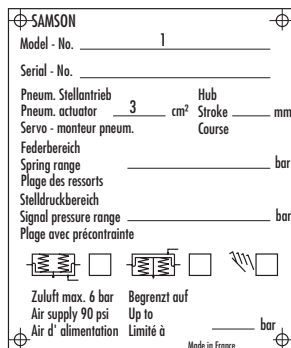 SAMSON
Model - No. 1
Serial - No.
Pneum. Stellantrieb Hub
Pneum. actuator 3 cm² Stroke mm
Servo - monteur pneum. Course
Federbereich
Spring range bar
Plage des ressorts
Stelldruckbereich
Signal pressure range bar
Plage avec précontrainte
Zuluft max. 6 bar Begrenzt auf
Air supply 90 psi Up to
Air d' alimentation Limité à bar
Made in France